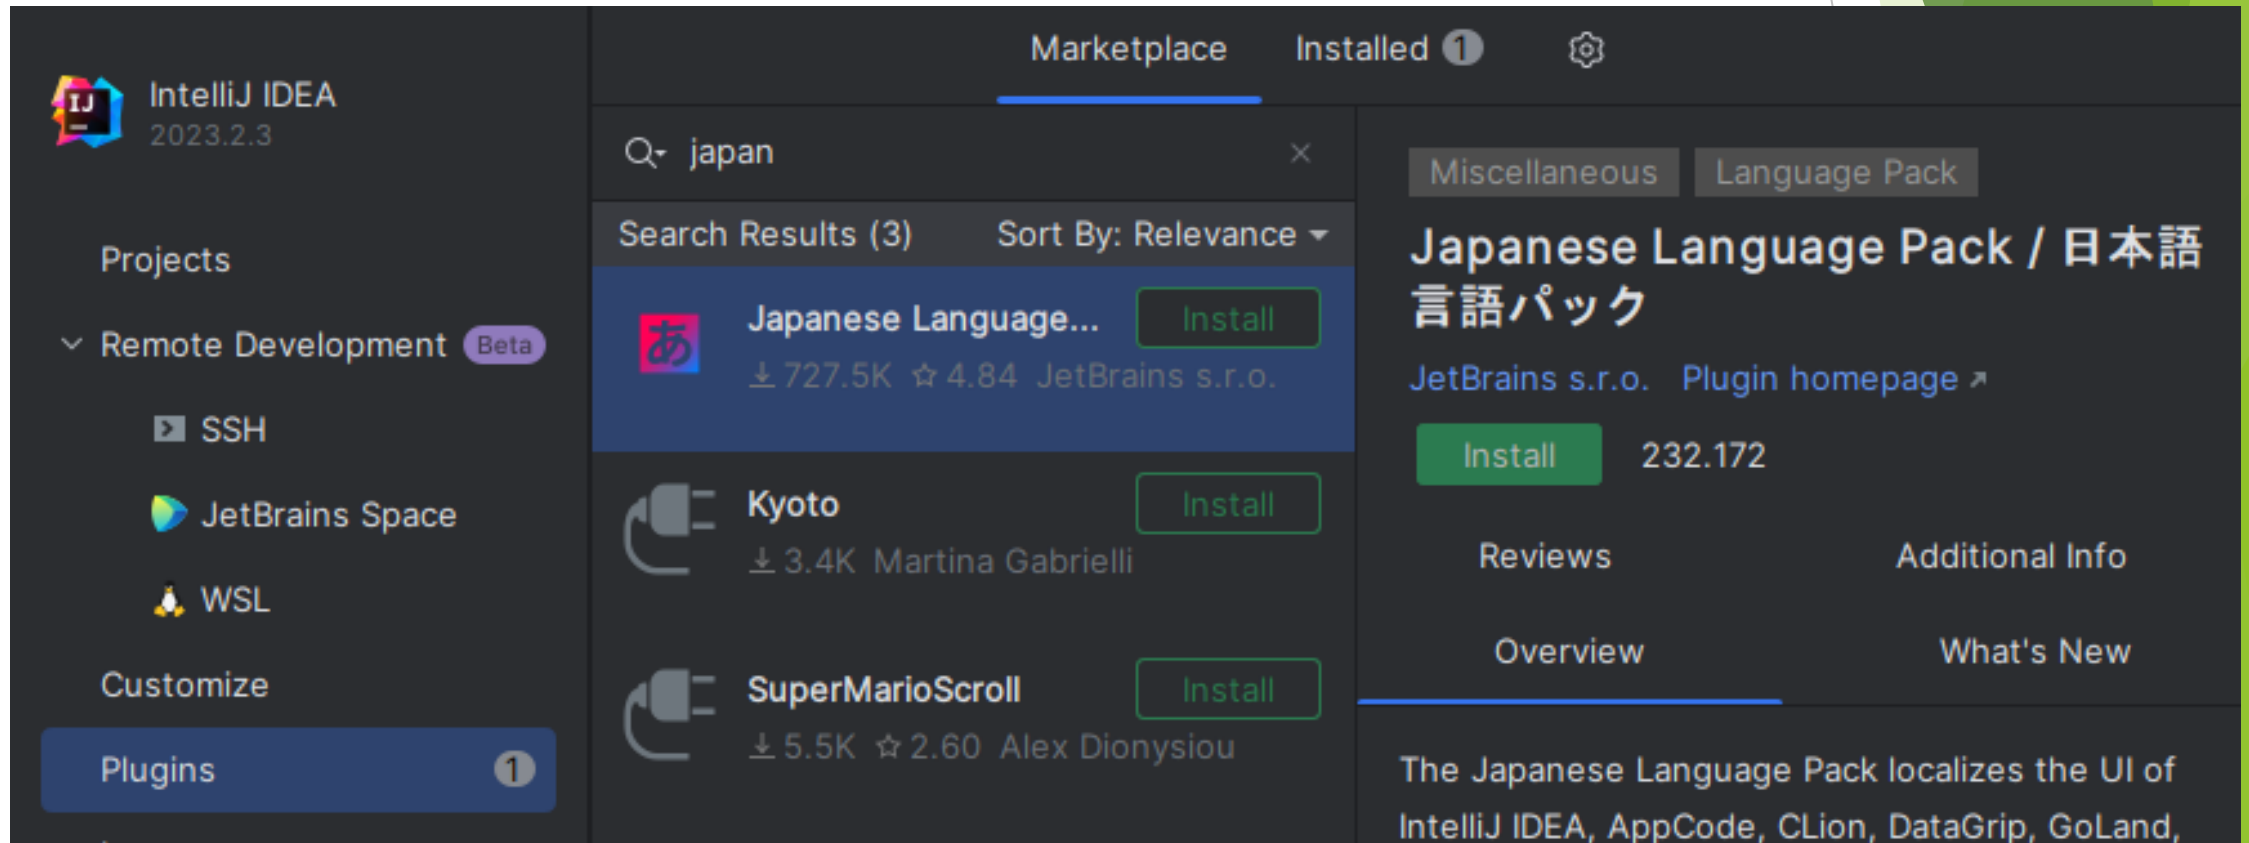 IntelliJ IDEA
2023.2.3
Projects
Remote Development Beta
SSH
JetBrains Space
WSL
Customize
Plugins 1
Marketplace Installed 1
japan
Search Results (3) Sort By: Relevance
あ
Japanese Language... Install
727.5K 4.84 JetBrains s.r.o.
Kyoto Install
3.4K Martina Gabrielli
SuperMarioScroll Install
5.5K 2.60 Alex Dionysiou
Miscellaneous Language Pack
Japanese Language Pack / 日本語
言語パック
JetBrains s.r.o. Plugin homepage
Install 232.172
Reviews Additional Info
Overview What's New
The Japanese Language Pack localizes the UI of
IntelliJ IDEA, AppCode, CLion, DataGrip, GoLand,
IJ